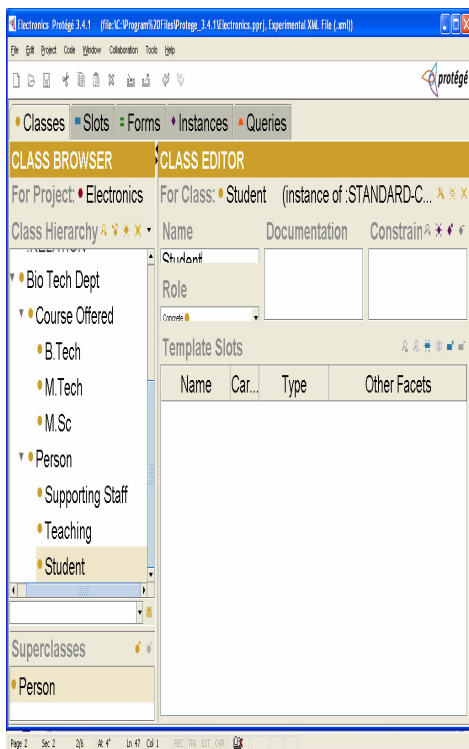 Electronics Protégé 3.4.1 (file:\C:\Program%20Files\Protege_3.4.1\Electronics.pprj, Experimental XML File (.xml))
File Edit Project Code Window Collaboration Tools Help
protégé
Classes Slots Forms Instances Queries
CLASS BROWSER
CLASS EDITOR
For Project: Electronics
For Class: Student (instance of :STANDARD-C...
Class Hierarchy
Name Documentation Constrain
:RELATION
Student
Bio Tech Dept
Role
Course Offered
Concrete
B.Tech
Template Slots
M.Tech
Name Car... Type Other Facets
M.Sc
Person
Supporting Staff
Teaching
Student
Superclasses
Person
Page 2 Sec 2 2/6 At 4" Ln 47 Col 1 REC TRK EXT OVR